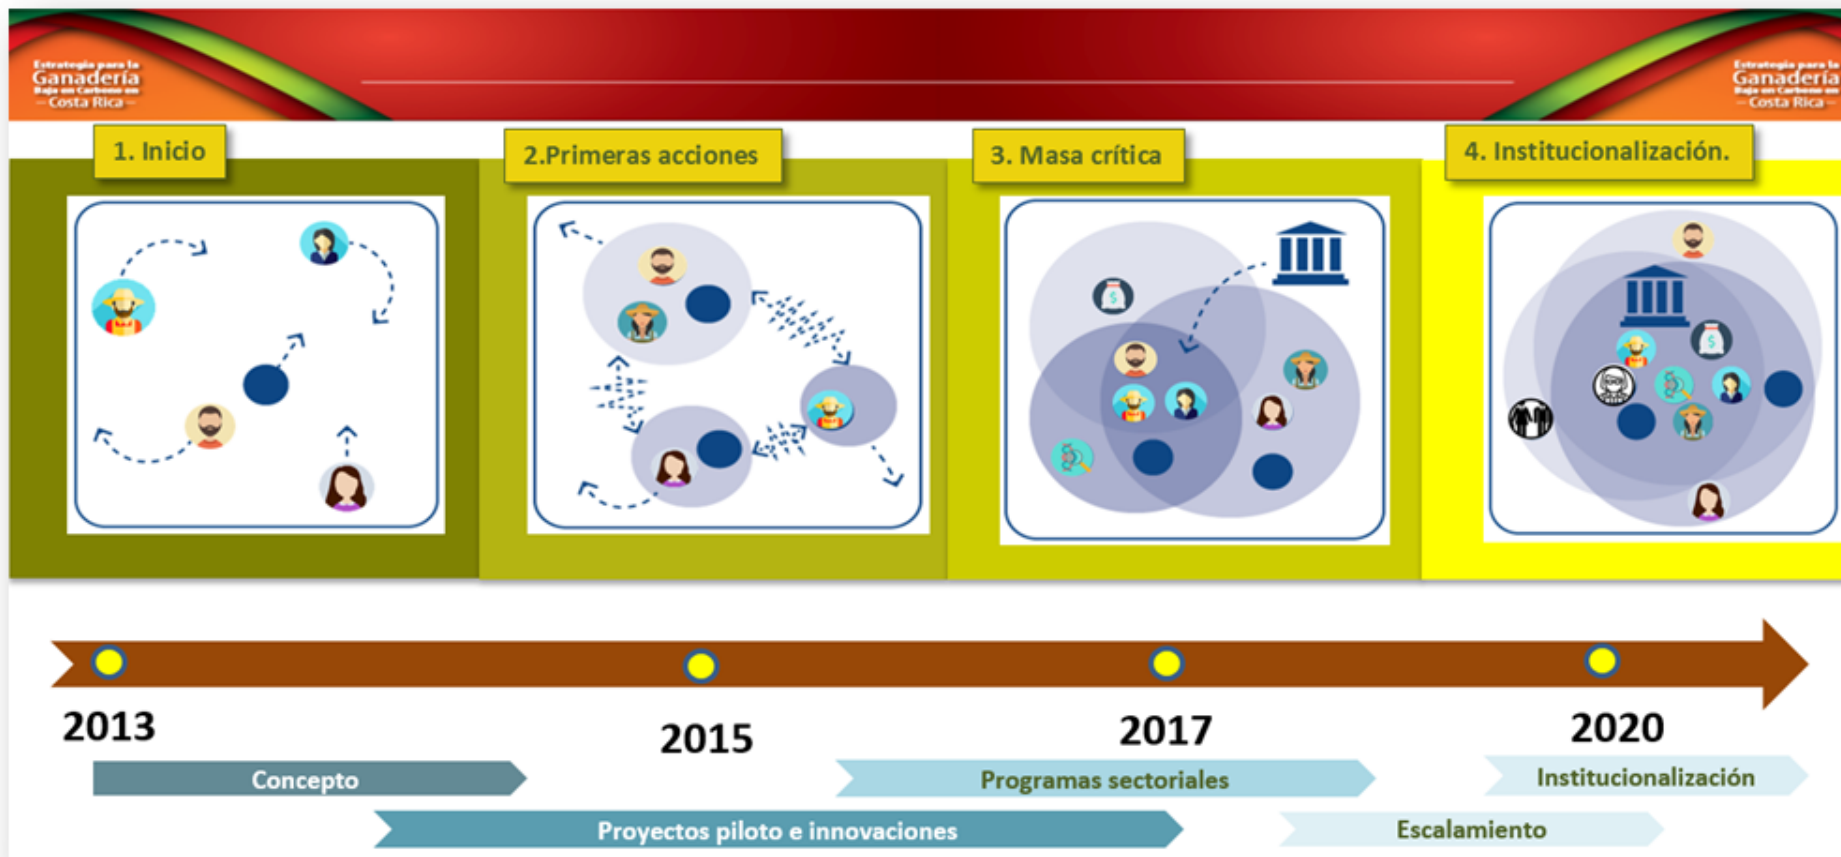 Estrategia para la
Ganadería
Baja en Carbono en
— Costa Rica —
Estrategia para la
Ganadería
Baja en Carbono en
— Costa Rica —
1. Inicio
2.Primeras acciones
3. Masa crítica
4. Institucionalización.
$
$
2013
2015
2017
2020
Concepto
Programas sectoriales
Institucionalización
Proyectos piloto e innovaciones
Escalamiento